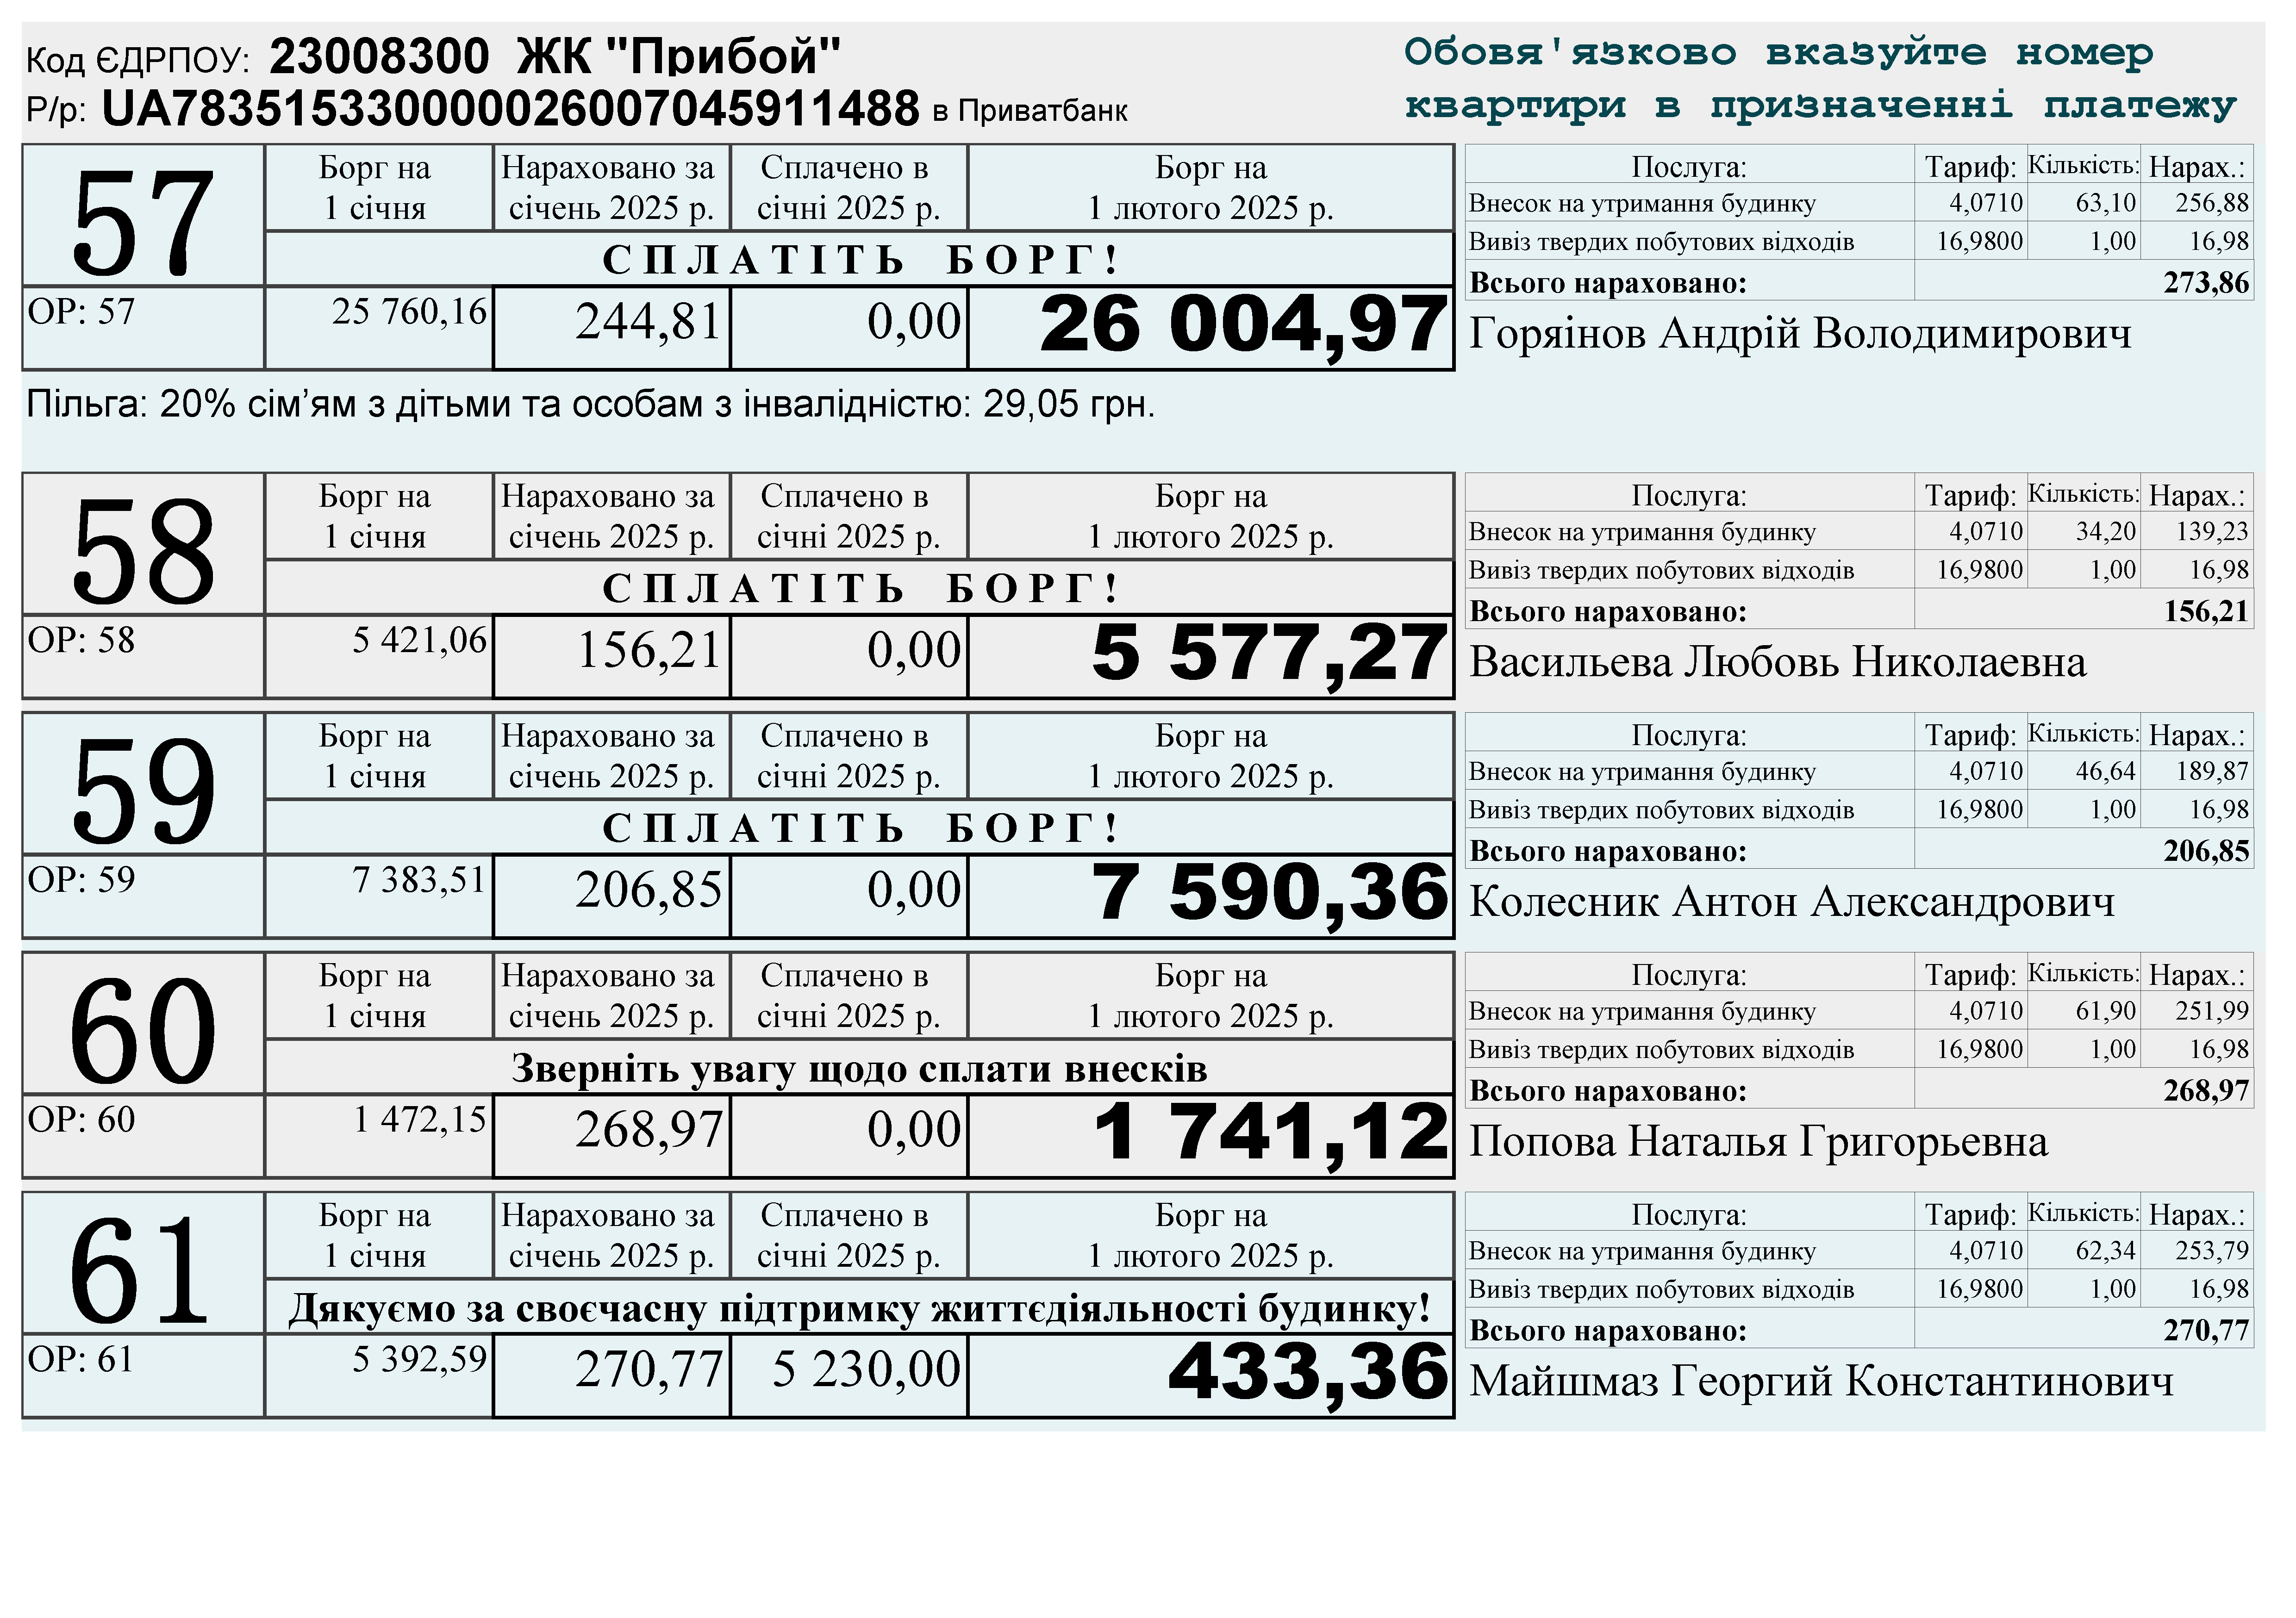 Код ЄДРПОУ: 23008300 ЖК "Прибой"
Р/р: UA783515330000026007045911488 в Приватбанк
Обовя'язково вказуйте номер
квартири в призначенні платежу
57
Борг на
1 січня
Нараховано за
січень 2025 р.
Сплачено в
січні 2025 р.
Борг на
1 лютого 2025 р.
СПЛАТІТЬ БОРГ!
ОР: 57 25 760,16 244,81 0,00 26 004,97
Послуга: Тариф: Кількість: Нарах.:
Внесок на утримання будинку 4,0710 63,10 256,88
Вивіз твердих побутових відходів 16,9800 1,00 16,98
Всього нараховано: 273,86
Горяінов Андрій Володимирович
Пільга: 20% сім’ям з дітьми та особам з інвалідністю: 29,05 грн.
58
Борг на
1 січня
Нараховано за
січень 2025 р.
Сплачено в
січні 2025 р.
Борг на
1 лютого 2025 р.
СПЛАТІТЬ БОРГ!
ОР: 58 5 421,06 156,21 0,00 5 577,27
Послуга: Тариф: Кількість: Нарах.:
Внесок на утримання будинку 4,0710 34,20 139,23
Вивіз твердих побутових відходів 16,9800 1,00 16,98
Всього нараховано: 156,21
Васильева Любовь Николаевна
59
Борг на
1 січня
Нараховано за
січень 2025 р.
Сплачено в
січні 2025 р.
Борг на
1 лютого 2025 р.
СПЛАТІТЬ БОРГ!
ОР: 59 7 383,51 206,85 0,00 7 590,36
Послуга: Тариф: Кількість: Нарах.:
Внесок на утримання будинку 4,0710 46,64 189,87
Вивіз твердих побутових відходів 16,9800 1,00 16,98
Всього нараховано: 206,85
Колесник Антон Александрович
60
Борг на
1 січня
Нараховано за
січень 2025 р.
Сплачено в
січні 2025 р.
Борг на
1 лютого 2025 р.
Зверніть увагу щодо сплати внесків
ОР: 60 1 472,15 268,97 0,00 1 741,12
Послуга: Тариф: Кількість: Нарах.:
Внесок на утримання будинку 4,0710 61,90 251,99
Вивіз твердих побутових відходів 16,9800 1,00 16,98
Всього нараховано: 268,97
Попова Наталья Григорьевна
61
Борг на
1 січня
Нараховано за
січень 2025 р.
Сплачено в
січні 2025 р.
Борг на
1 лютого 2025 р.
Дякуємо за своєчасну підтримку життєдіяльності будинку!
ОР: 61 5 392,59 270,77 5 230,00 433,36
Послуга: Тариф: Кількість: Нарах.:
Внесок на утримання будинку 4,0710 62,34 253,79
Вивіз твердих побутових відходів 16,9800 1,00 16,98
Всього нараховано: 270,77
Майшмаз Георгий Константинович